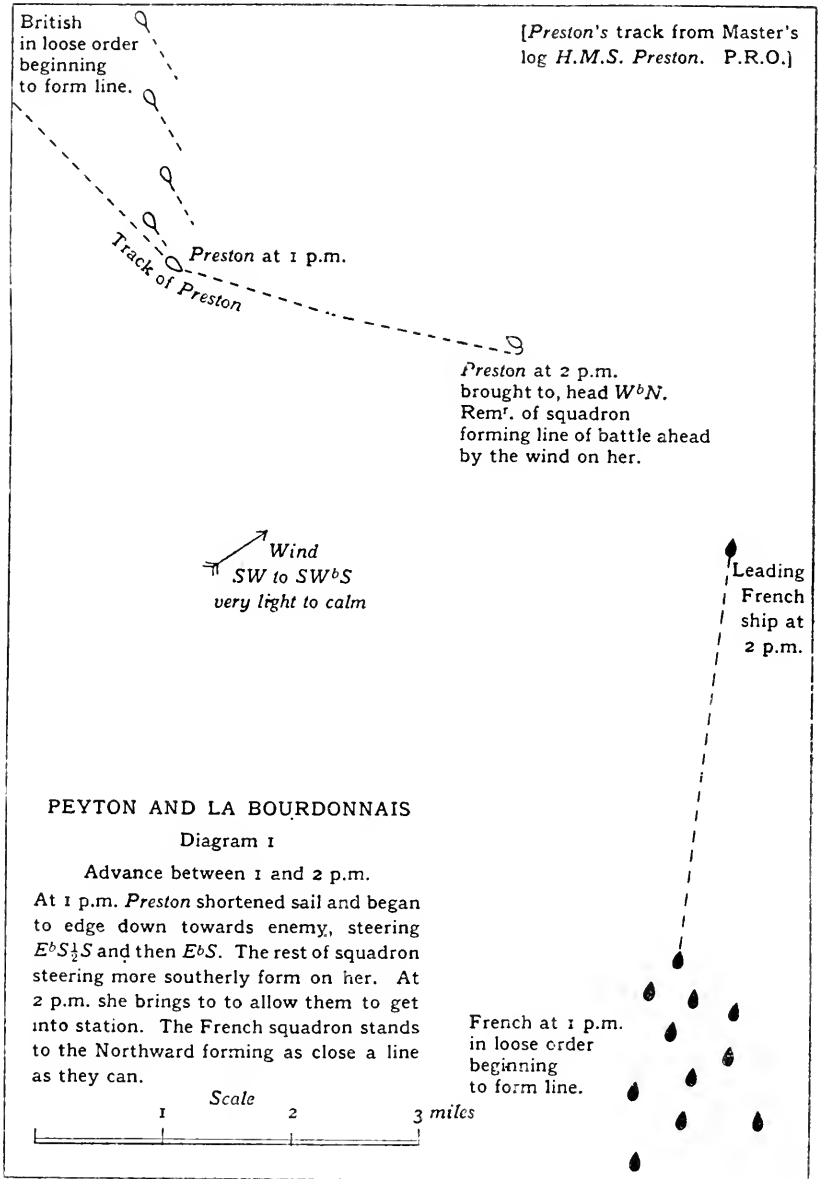 British
in loose order
beginning
to form line.
[Preston's track from Master's
log H.M.S. Preston. P.R.O.]
Preston at 1 p.m.
Track of Preston
Preston at 2 p.m.
brought to, head WᵇN.
Remʳ. of squadron
forming line of battle ahead
by the wind on her.
Wind
SW to SWᵇS
very light to calm
Leading
French
ship at
2 p.m.
PEYTON AND LA BOURDONNAIS
Diagram 1
Advance between 1 and 2 p.m.
At 1 p.m. Preston shortened sail and began
to edge down towards enemy, steering
EᵇS½S and then EᵇS. The rest of squadron
steering more southerly form on her. At
2 p.m. she brings to to allow them to get
into station. The French squadron stands
to the Northward forming as close a line
as they can.
French at 1 p.m.
in loose order
beginning
to form line.
Scale
1 2 3 miles